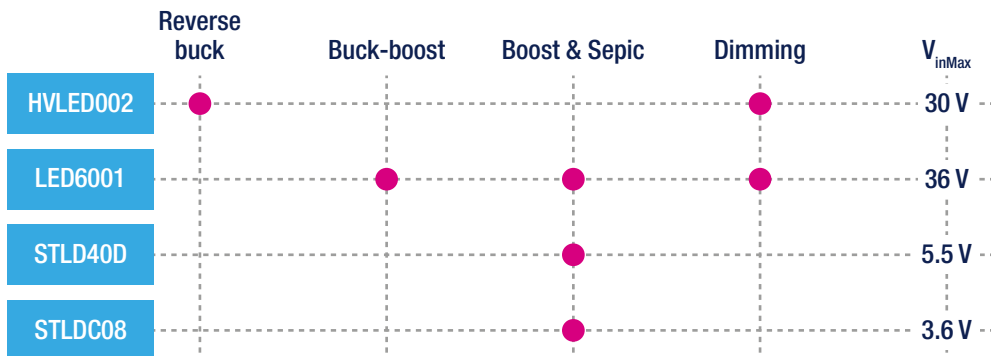 Reverse
buck
Buck-boost
Boost & Sepic
Dimming
VinMax
HVLED002
30 V
LED6001
36 V
STLD40D
5.5 V
STLDC08
3.6 V